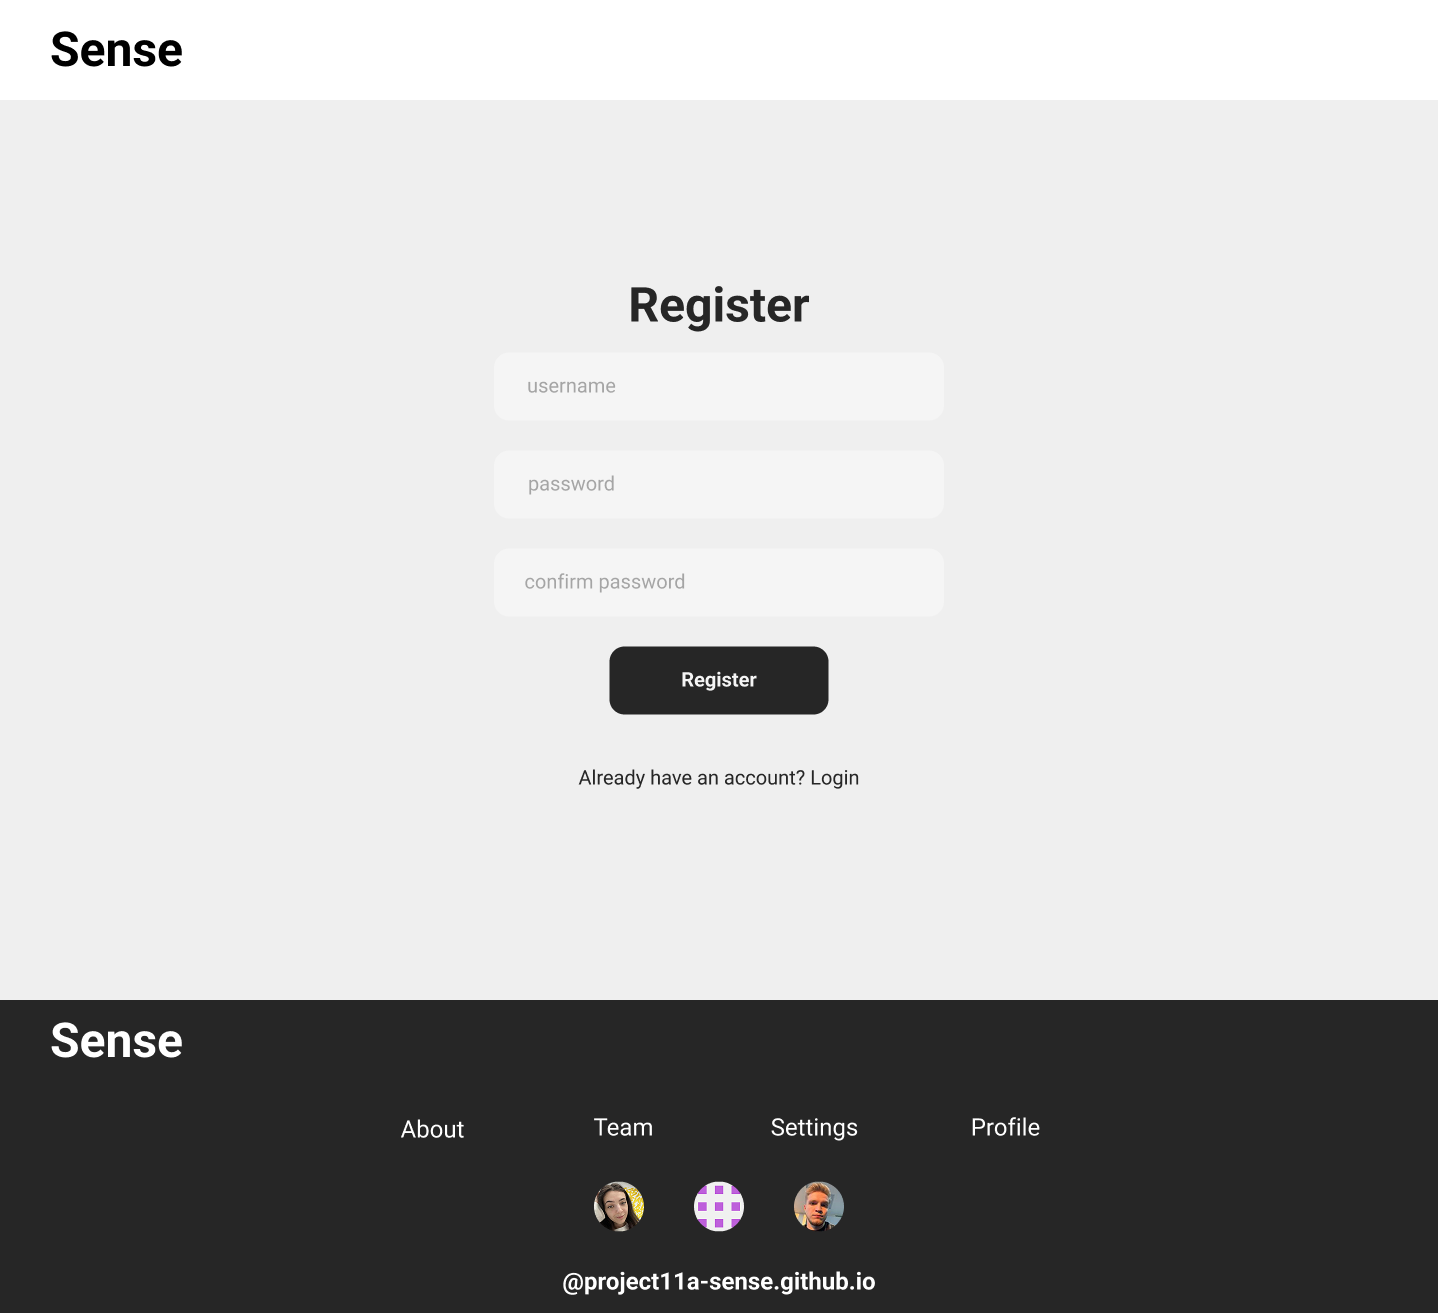 Sense
Register
username
password
confirm password
Register
Already have an account? Login
Sense
About Team Settings Profile
@project11a-sense.github.io